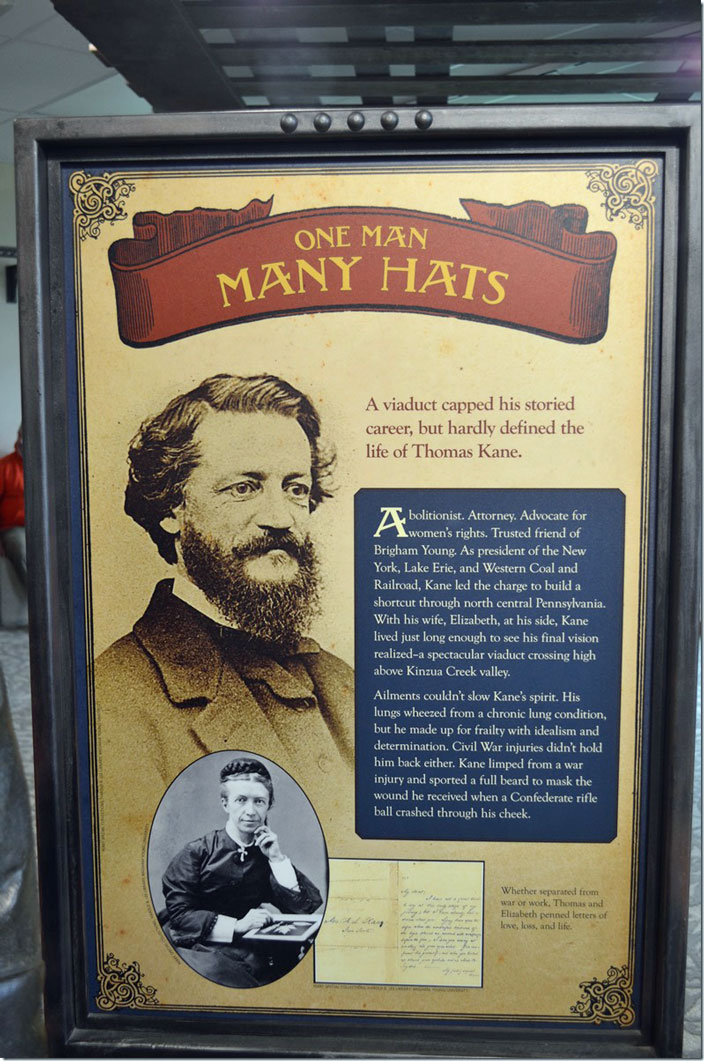 ONE MAN
MANY HATS
A viaduct capped his storied
career, but hardly defined the
life of Thomas Kane.
Abolitionist. Attorney. Advocate for
women's rights. Trusted friend of
Brigham Young. As president of the New
York, Lake Erie, and Western Coal and
Railroad, Kane led the charge to build a
shortcut through north central Pennsylvania.
With his wife, Elizabeth, at his side, Kane
lived just long enough to see his final vision
realized–a spectacular viaduct crossing high
above Kinzua Creek valley.
Ailments couldn't slow Kane's spirit. His
lungs wheezed from a chronic lung condition,
but he made up for frailty with idealism and
determination. Civil War injuries didn't hold
him back either. Kane limped from a war
injury and sported a full beard to mask the
wound he received when a Confederate rifle
ball crashed through his cheek.
Whether separated from
war or work, Thomas and
Elizabeth penned letters of
love, loss, and life.